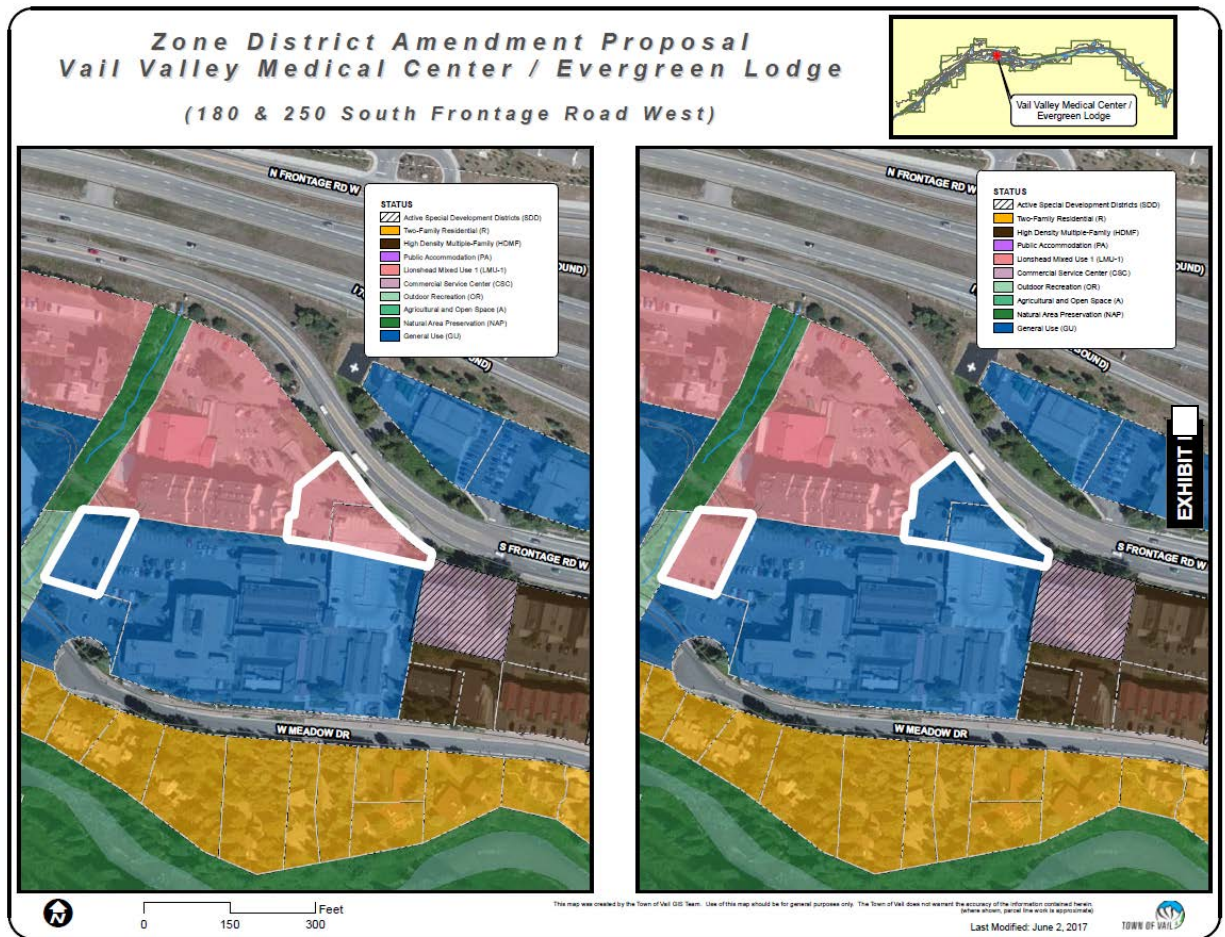 Zone District Amendment Proposal
Vail Valley Medical Center / Evergreen Lodge
(180 & 250 South Frontage Road West)
Vail Valley Medical Center /
Evergreen Lodge
N FRONTAGE RD W
STATUS
Active Special Development Districts (SDD)
Two-Family Residential (R)
High Density Multiple-Family (HDMF)
Public Accommodation (PA)
Lionshead Mixed Use 1 (LMU-1)
Commercial Service Center (CSC)
Outdoor Recreation (OR)
Agricultural and Open Space (A)
Natural Area Preservation (NAP)
General Use (GU)
S FRONTAGE RD W
W MEADOW DR
N FRONTAGE RD W
STATUS
Active Special Development Districts (SDD)
Two-Family Residential (R)
High Density Multiple-Family (HDMF)
Public Accommodation (PA)
Lionshead Mixed Use 1 (LMU-1)
Commercial Service Center (CSC)
Outdoor Recreation (OR)
Agricultural and Open Space (A)
Natural Area Preservation (NAP)
General Use (GU)
S FRONTAGE RD W
W MEADOW DR
EXHIBIT
N
Feet
0 150 300
This map was created by the Town of Vail GIS Team. Use of this map should be for general purposes only. The Town of Vail does not warrant the accuracy of the information contained herein.
(where shown, parcel line work is approximate)
Last Modified: June 2, 2017
TOWN OF VAIL